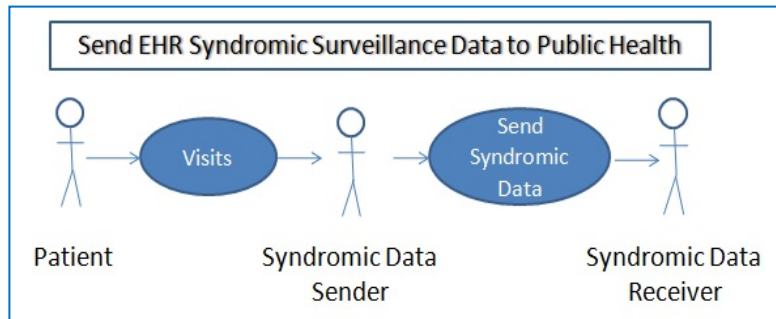 Send EHR Syndromic Surveillance Data to Public Health
Visits
Send
Syndromic
Data
Patient
Syndromic Data
Sender
Syndromic Data
Receiver